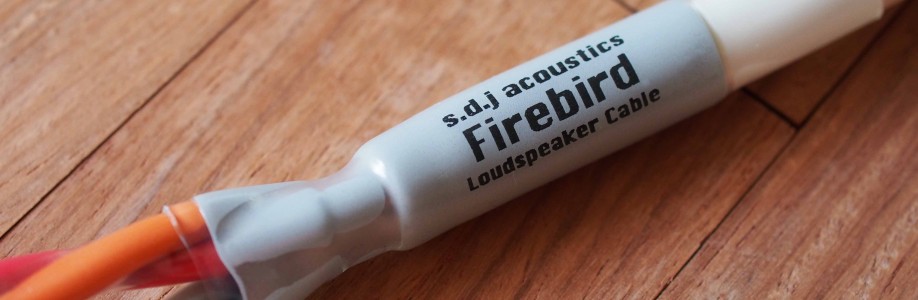 s.d.j acoustics
Firebird
Loudspeaker Cable